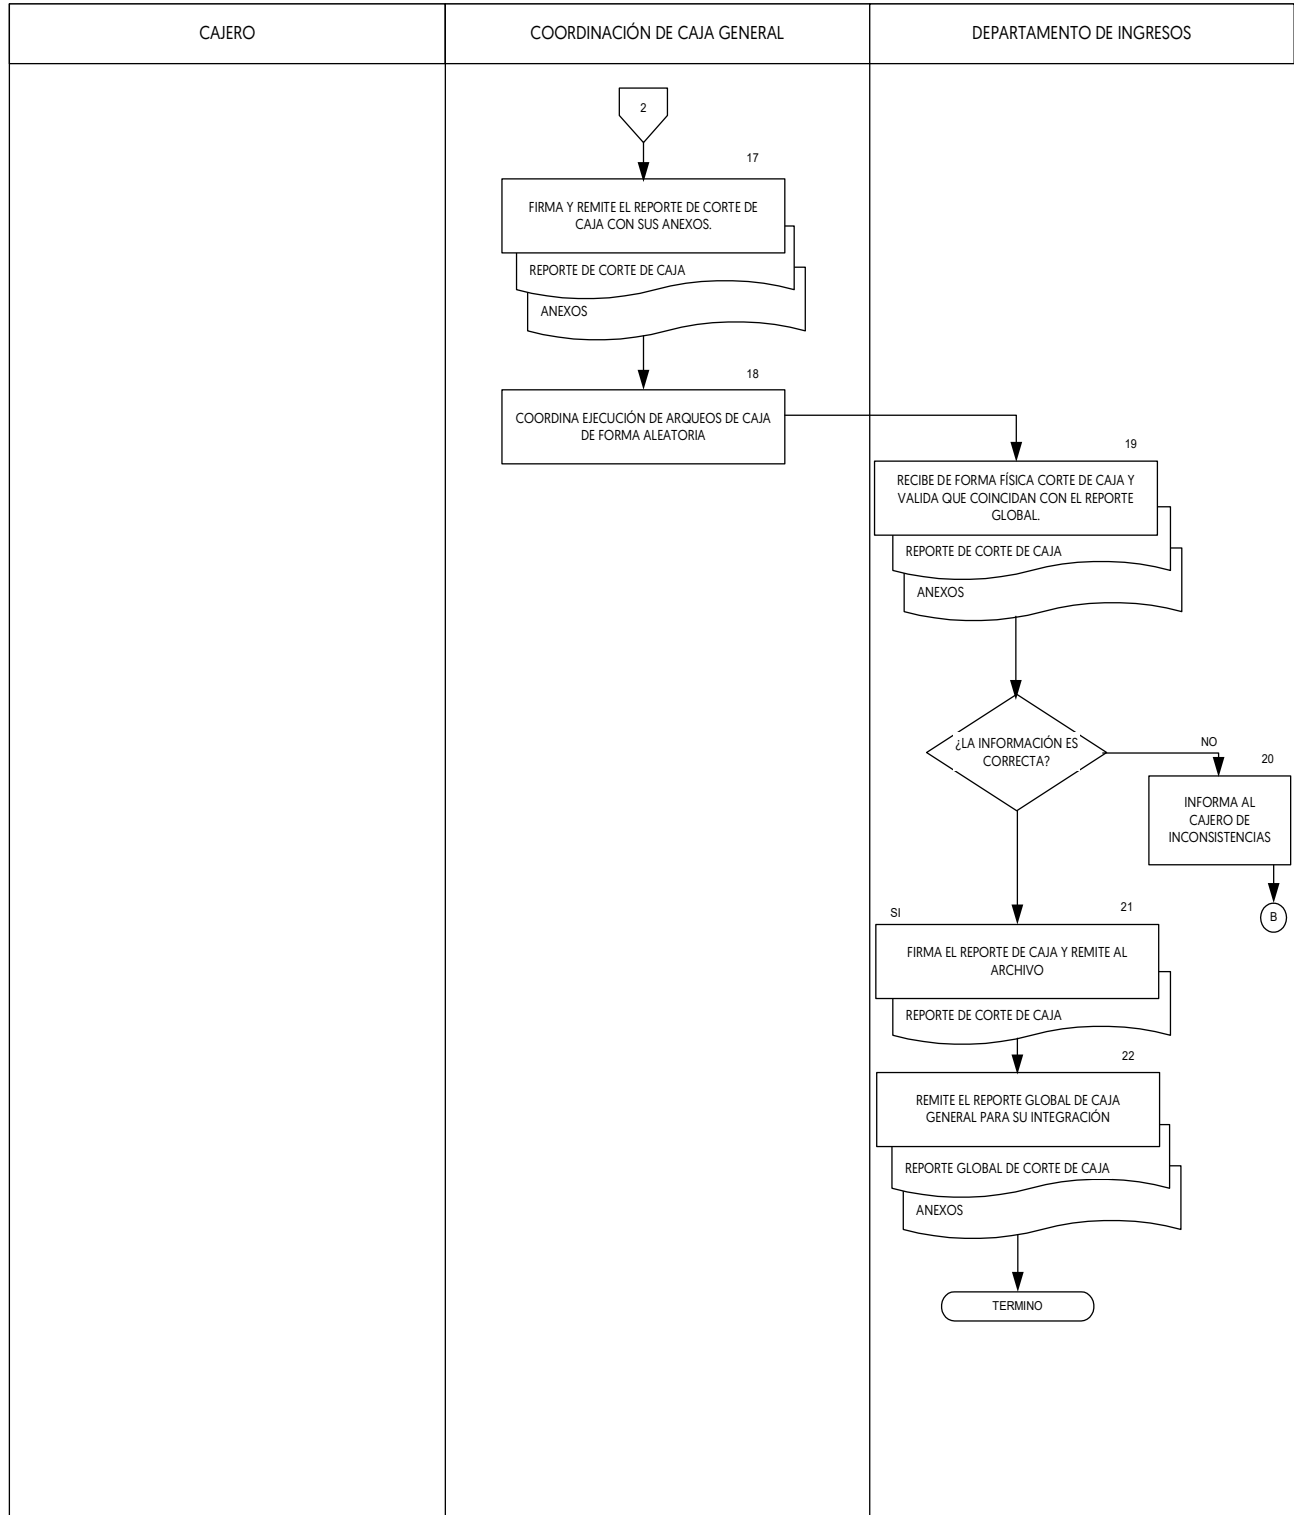 CAJERO
COORDINACIÓN DE CAJA GENERAL
DEPARTAMENTO DE INGRESOS
2
17
FIRMA Y REMITE EL REPORTE DE CORTE DE
CAJA CON SUS ANEXOS.
REPORTE DE CORTE DE CAJA
ANEXOS
18
COORDINA EJECUCIÓN DE ARQUEOS DE CAJA
DE FORMA ALEATORIA
19
RECIBE DE FORMA FÍSICA CORTE DE CAJA Y
VALIDA QUE COINCIDAN CON EL REPORTE
GLOBAL.
REPORTE DE CORTE DE CAJA
ANEXOS
¿LA INFORMACIÓN ES
CORRECTA?
NO
20
INFORMA AL
CAJERO DE
INCONSISTENCIAS
B
SI
21
FIRMA EL REPORTE DE CAJA Y REMITE AL
ARCHIVO
REPORTE DE CORTE DE CAJA
22
REMITE EL REPORTE GLOBAL DE CAJA
GENERAL PARA SU INTEGRACIÓN
REPORTE GLOBAL DE CORTE DE CAJA
ANEXOS
TERMINO